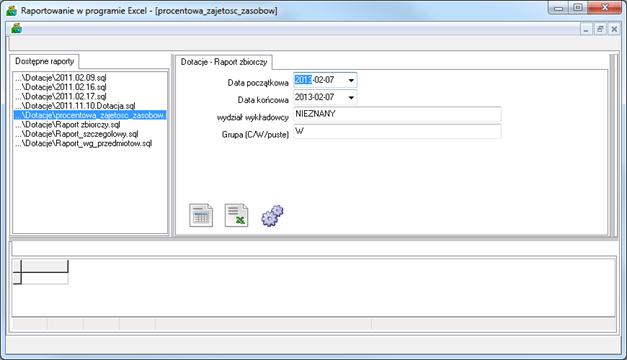 Raportowanie w programie Excel - [procentowa_zajetosc_zasobow]
Dostępne raporty
...\Dotacje\2011.02.09.sql
...\Dotacje\2011.02.16.sql
...\Dotacje\2011.02.17.sql
...\Dotacje\2011.11.10.Dotacja.sql
...\Dotacje\procentowa_zajetosc_zasobow.
...\Dotacje\Raport zbiorczy.sql
...\Dotacje\Raport_szczegolowy.sql
...\Dotacje\Raport_wg_przedmiotow.sql
Dotacje - Raport zbiorczy
Data początkowa 2013-02-07
Data końcowa 2013-02-07
wydział wykładowcy NIEZNANY
Grupa (C/W/puste) W